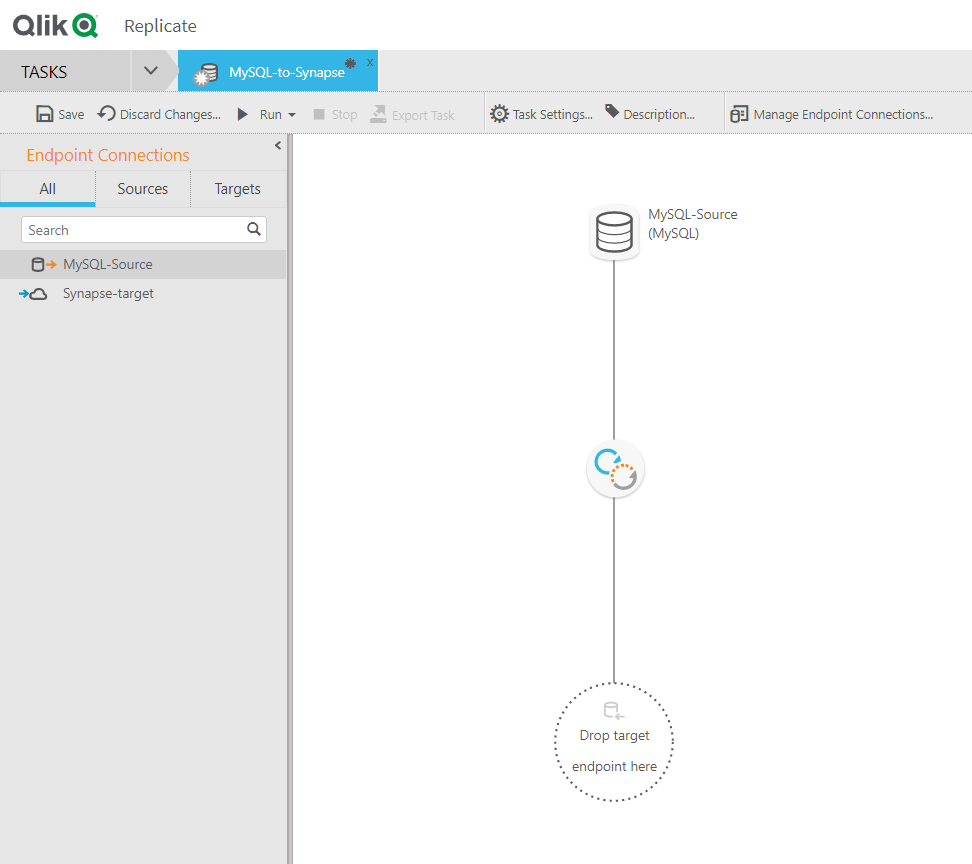 Qlik Replicate
TASKS
MySQL-to-Synapse
x
Save
Discard Changes...
Run
Stop
Export Task
Task Settings...
Description...
Manage Endpoint Connections...
Endpoint Connections
All
Sources
Targets
Search
MySQL-Source
Synapse-target
MySQL-Source
(MySQL)
Drop target
endpoint here